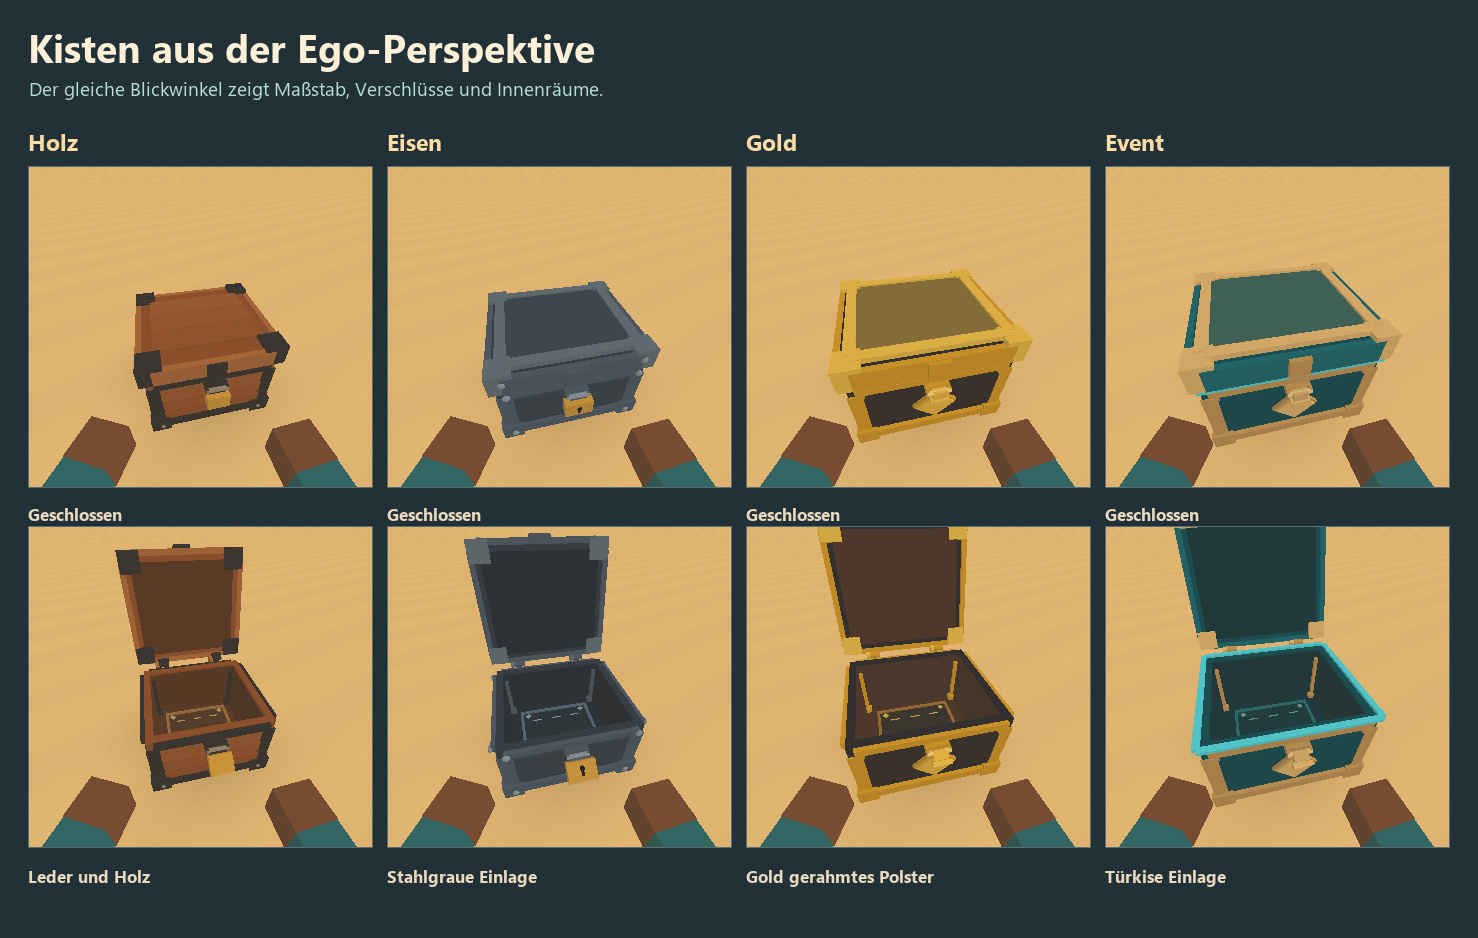 Kisten aus der Ego-Perspektive
Der gleiche Blickwinkel zeigt Maßstab, Verschlüsse und Innenräume.
Holz
Eisen
Gold
Event
Geschlossen
Geschlossen
Geschlossen
Geschlossen
Leder und Holz
Stahlgraue Einlage
Gold gerahmtes Polster
Türkise Einlage